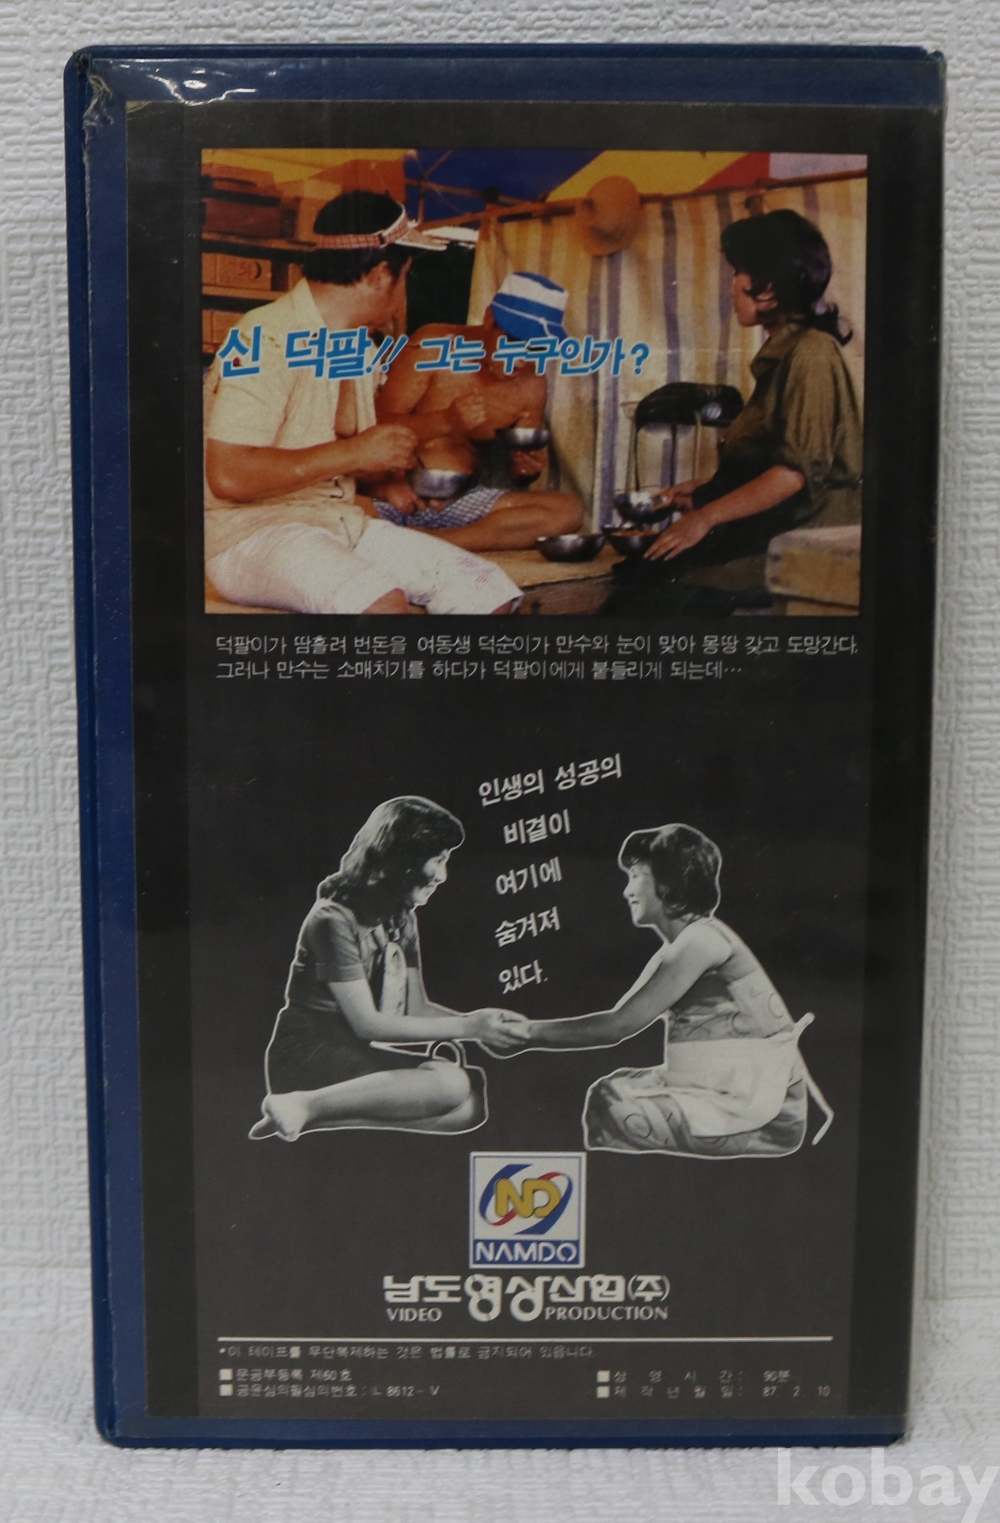 신 덕팔!! 그는 누구인가?
덕팔이가 땀흘려 번돈을 여동생 덕순이가 만수와 눈이 맞아 몽땅 갖고 도망간다.
그러나 만수는 소매치기를 하다가 덕팔이에게 붙들리게 되는데…
인생의 성공의
비결이
여기에
숨겨져
있다.
ND
NAMDO
남도영상산업(주)
VIDEO PRODUCTION
*이 테이프를 무단복제하는 것은 법률로 금지되어 있읍니다.
■문공부등록 제60호 ■상 영 시 간 : 90분
■공윤심의필심의번호 : L 8612-V ■제 작 년 월 일 : 87. 2. 10
kobay